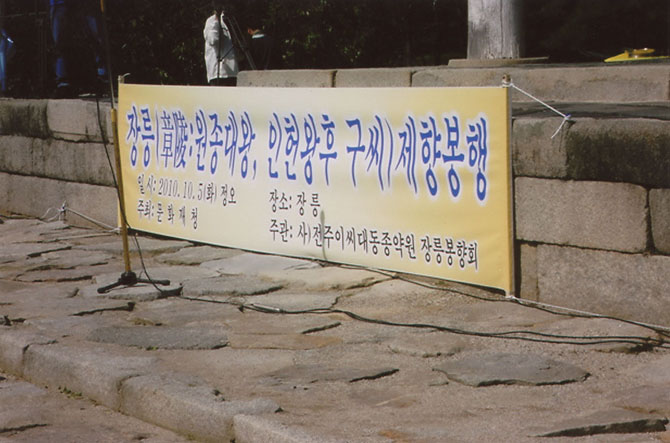 장릉(章陵:원종대왕, 인헌왕후 구씨)제향봉행
일시:2010.10.5(화)정오
장소:장릉
주최:문화재청
주관:사)전주이씨대동종약원 장릉봉향회